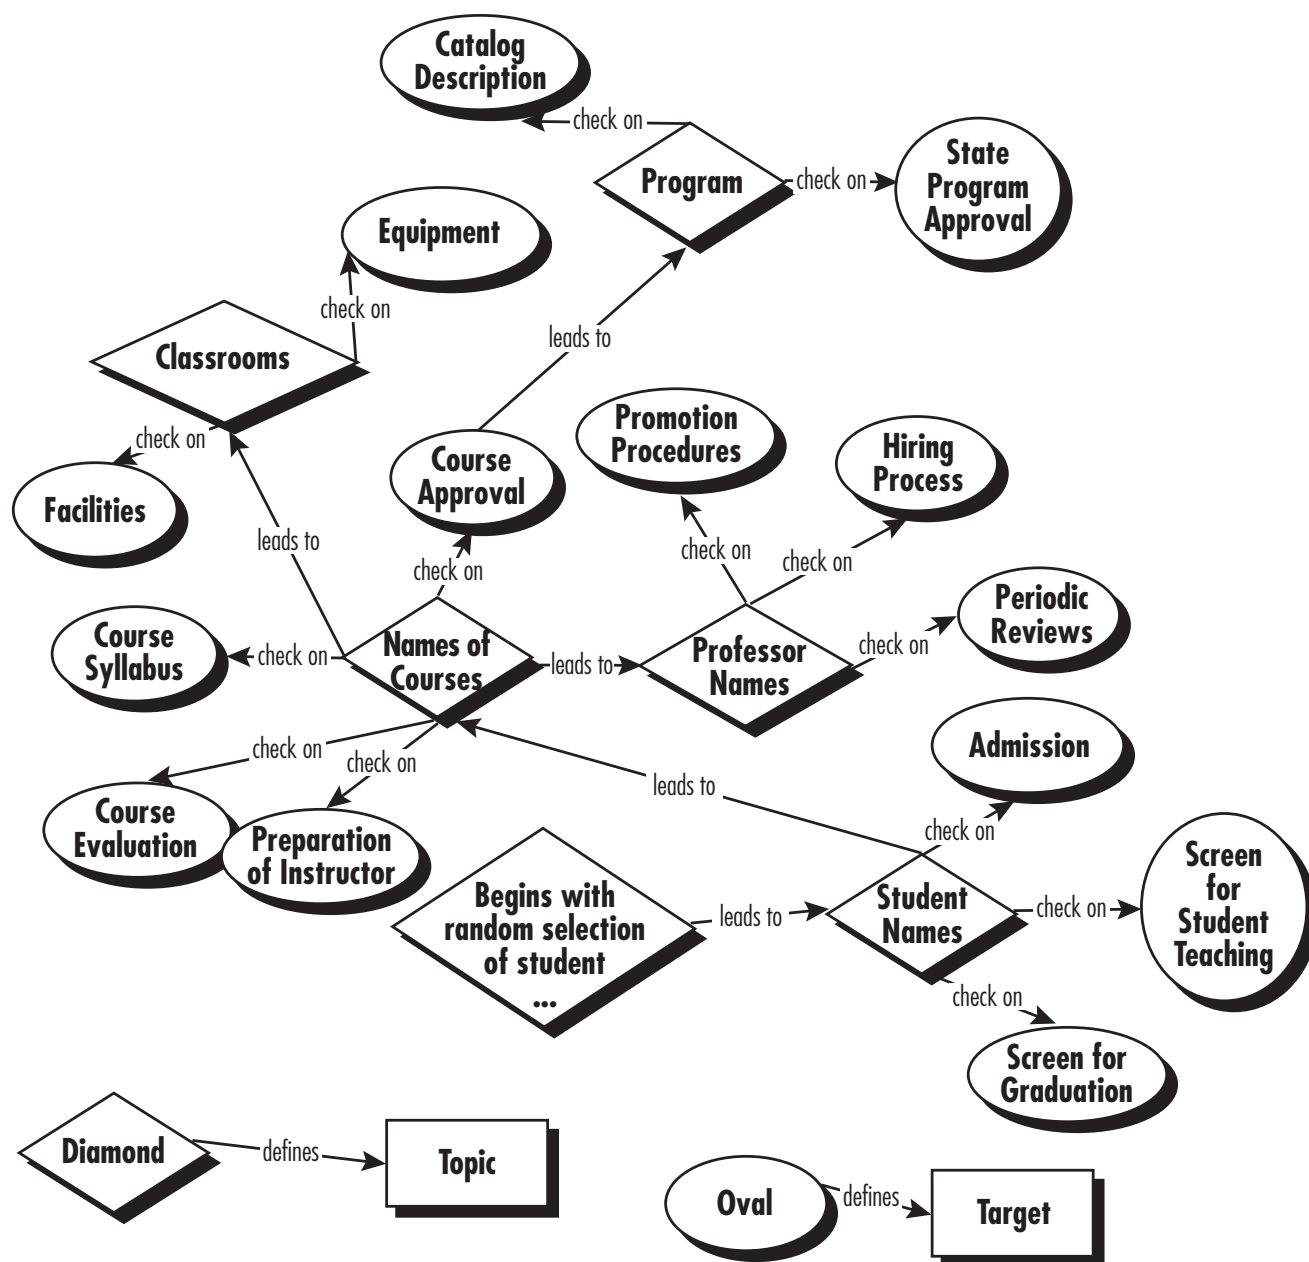 Catalog
Description
check on
Program
check on
State
Program
Approval
Equipment
check on
leads to
Classrooms
check on
Facilities
Promotion
Procedures
Hiring
Process
Course
Approval
leads to
check on
check on
check on
Course
Syllabus
check on
Names of
Courses
leads to
Professor
Names
check on
Periodic
Reviews
check on
check on
leads to
Admission
Course
Evaluation
Preparation
of Instructor
check on
Begins with
random selection
of student
...
leads to
Student
Names
check on
Screen
for
Student
Teaching
check on
Screen for
Graduation
Diamond
defines
Topic
Oval
defines
Target